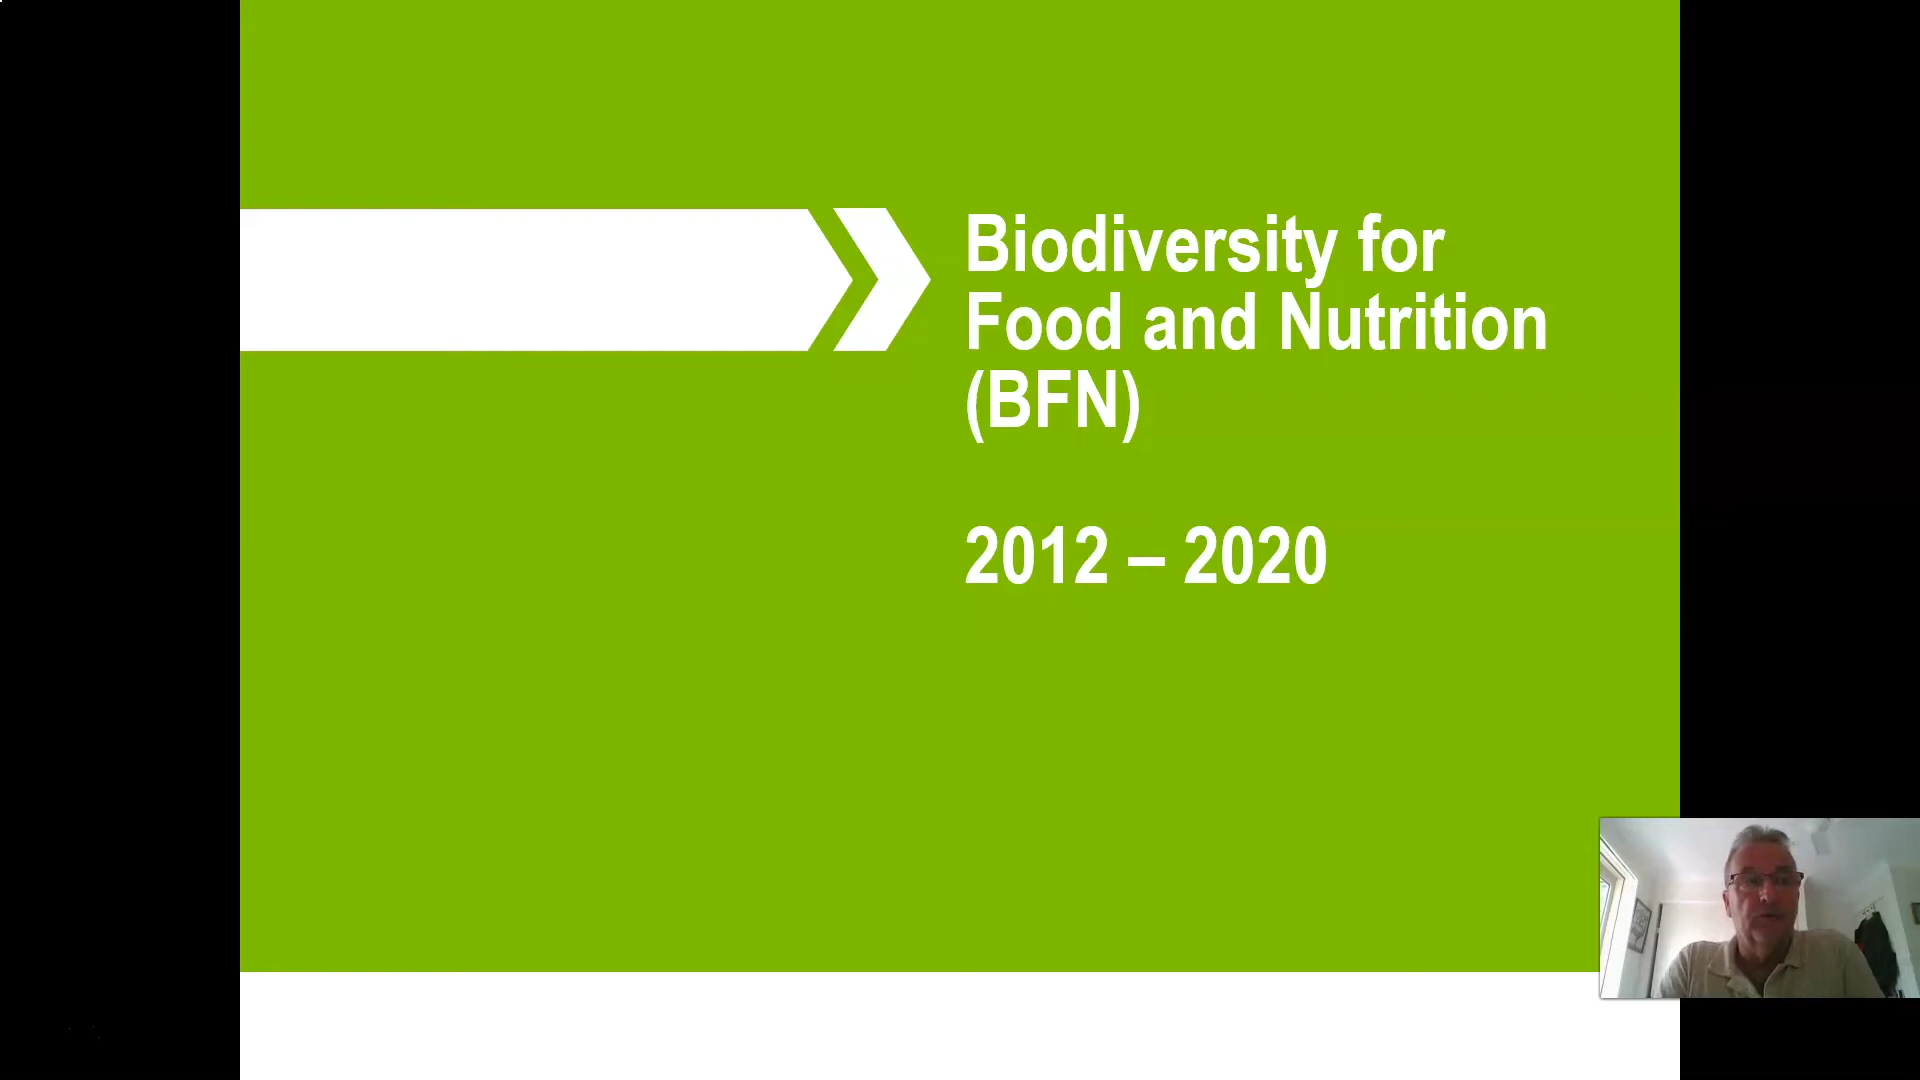 Biodiversity for
Food and Nutrition
(BFN)
2012 – 2020